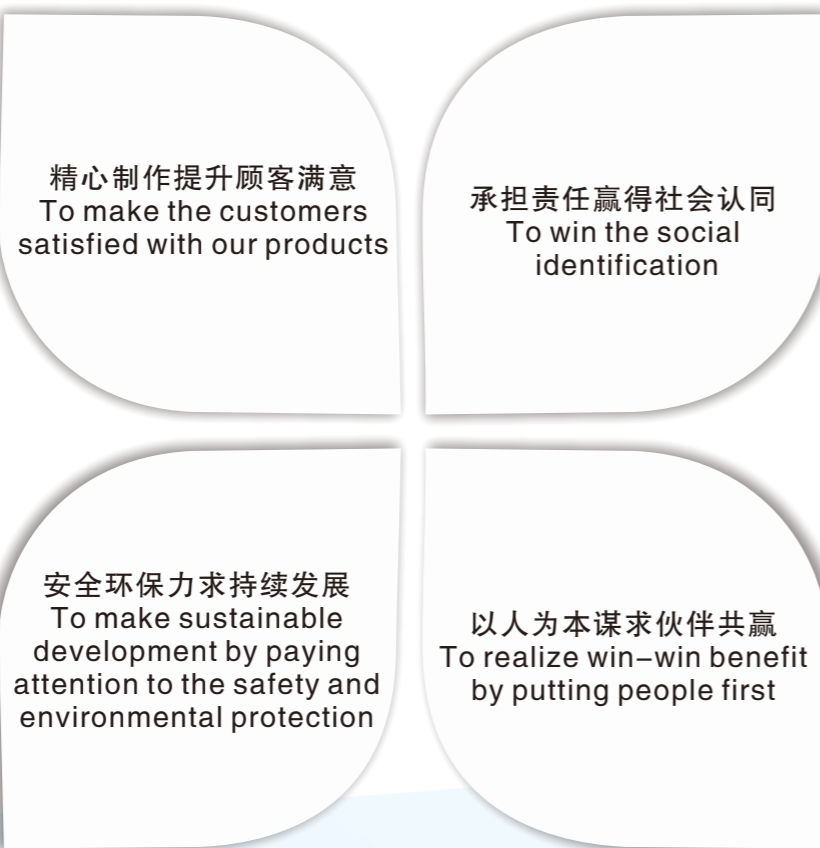 精心制作提升顾客满意
To make the customers
satisfied with our products
承担责任赢得社会认同
To win the social
identification
安全环保力求持续发展
To make sustainable
development by paying
attention to the safety and
environmental protection
以人为本谋求伙伴共赢
To realize win–win benefit
by putting people first